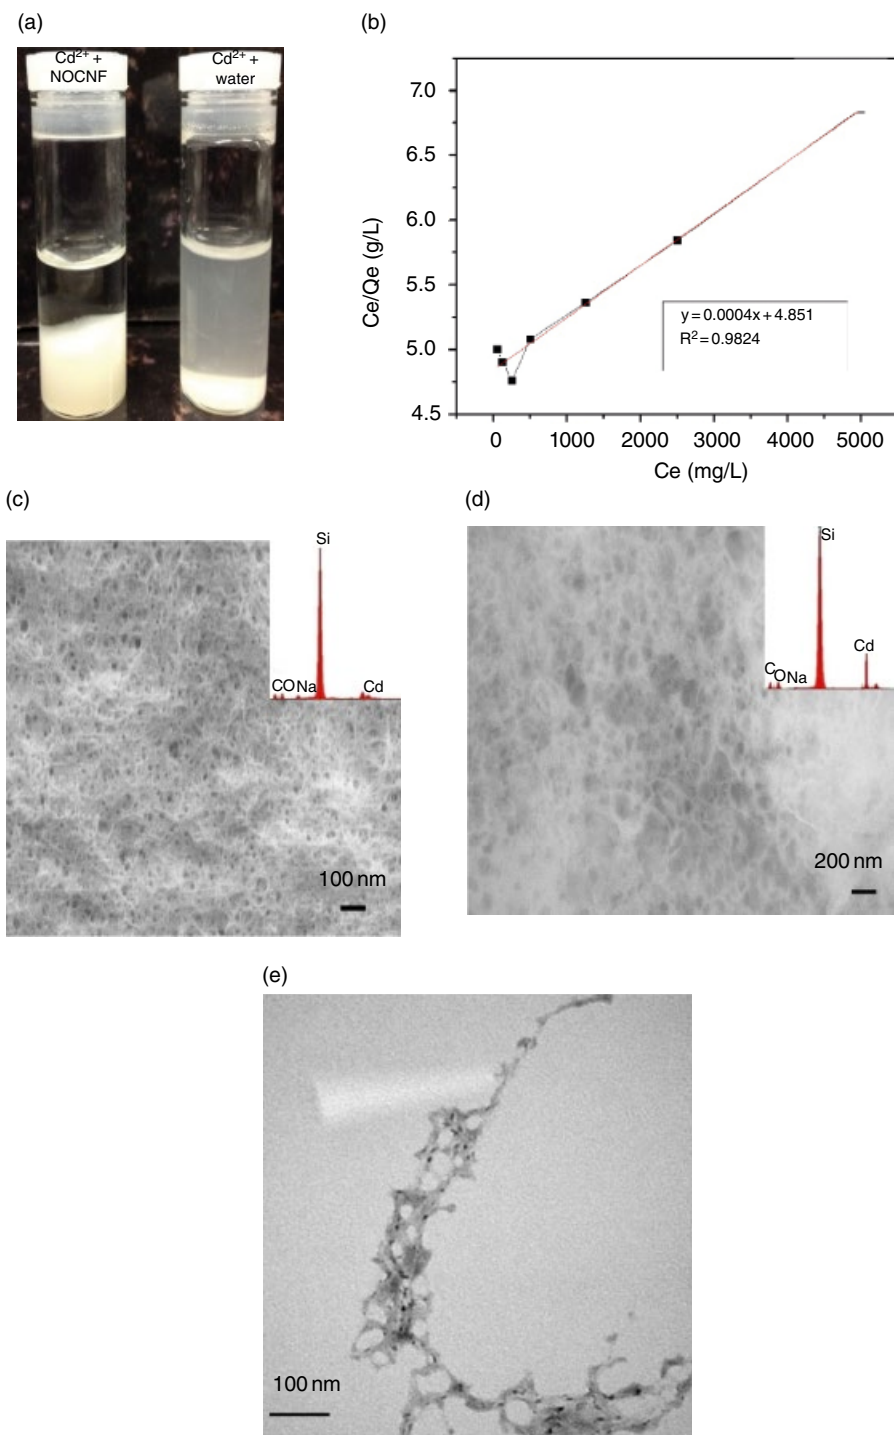 (a)
Cd²⁺ +
NOCNF
Cd²⁺ +
water
(b)
Ce/Qe (g/L)
7.0
6.5
6.0
5.5
5.0
4.5
y = 0.0004x + 4.851
R² = 0.9824
0 1000 2000 3000 4000 5000
Ce (mg/L)
(c)
Si
C O Na Cd
100 nm
(d)
Si
Cd
C O Na
200 nm
(e)
100 nm